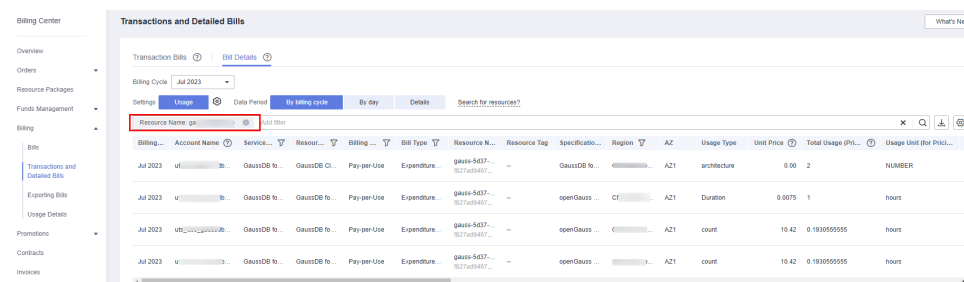 Billing Center
Transactions and Detailed Bills
What's Ne
Overview
Orders
Resource Packages
Funds Management
Billing
Bills
Transactions and
Detailed Bills
Exporting Bills
Usage Details
Promotions
Contracts
Invoices
Transaction Bills Bill Details
Billing Cycle Jul 2023
Settings Usage Data Period By billing cycle By day Details Search for resources?
Resource Name: ga Add filter
Billing... Account Name Service... Resour... Billing ... Bill Type Resource N... Resource Tag Specificatio... Region AZ Usage Type Unit Price Total Usage (Pri... Usage Unit (for Prici...
Jul 2023 GaussDB fo... GaussDB Cl... Pay-per-Use Expenditure... gauss-5d37-... -- GaussDB fo... AZ1 architecture 0.00 2 NUMBER
Jul 2023 GaussDB fo... GaussDB fo... Pay-per-Use Expenditure... gauss-5d37-... -- openGauss ... AZ1 Duration 0.0075 1 hours
Jul 2023 GaussDB fo... GaussDB fo... Pay-per-Use Expenditure... gauss-5d37-... -- openGauss ... AZ1 count 10.42 0.1930555555 hours
Jul 2023 GaussDB fo... GaussDB fo... Pay-per-Use Expenditure... gauss-5d37-... -- openGauss ... AZ1 count 10.42 0.1930555555 hours